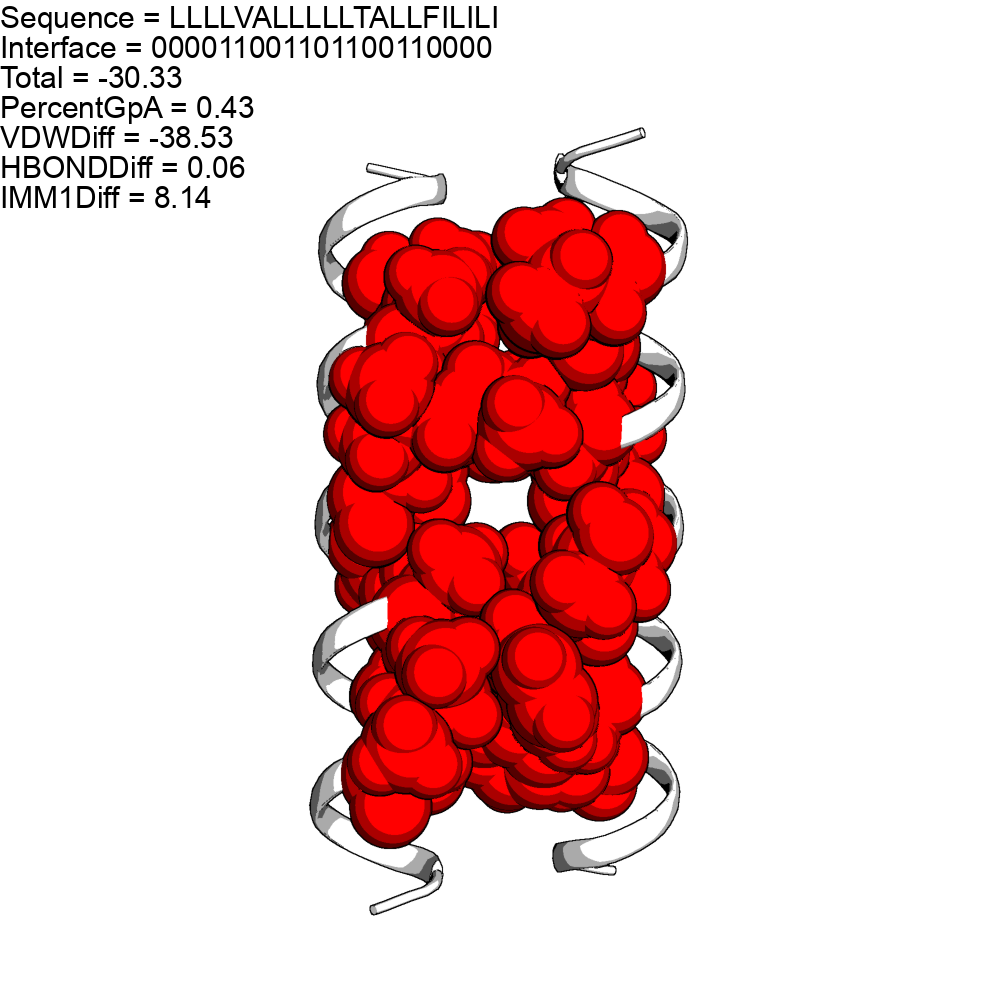 Sequence = LLLLVALLLLLTALLFILILI
Interface = 000011001101100110000
Total = -30.33
PercentGpA = 0.43
VDWDiff = -38.53
HBONDDiff = 0.06
IMM1Diff = 8.14